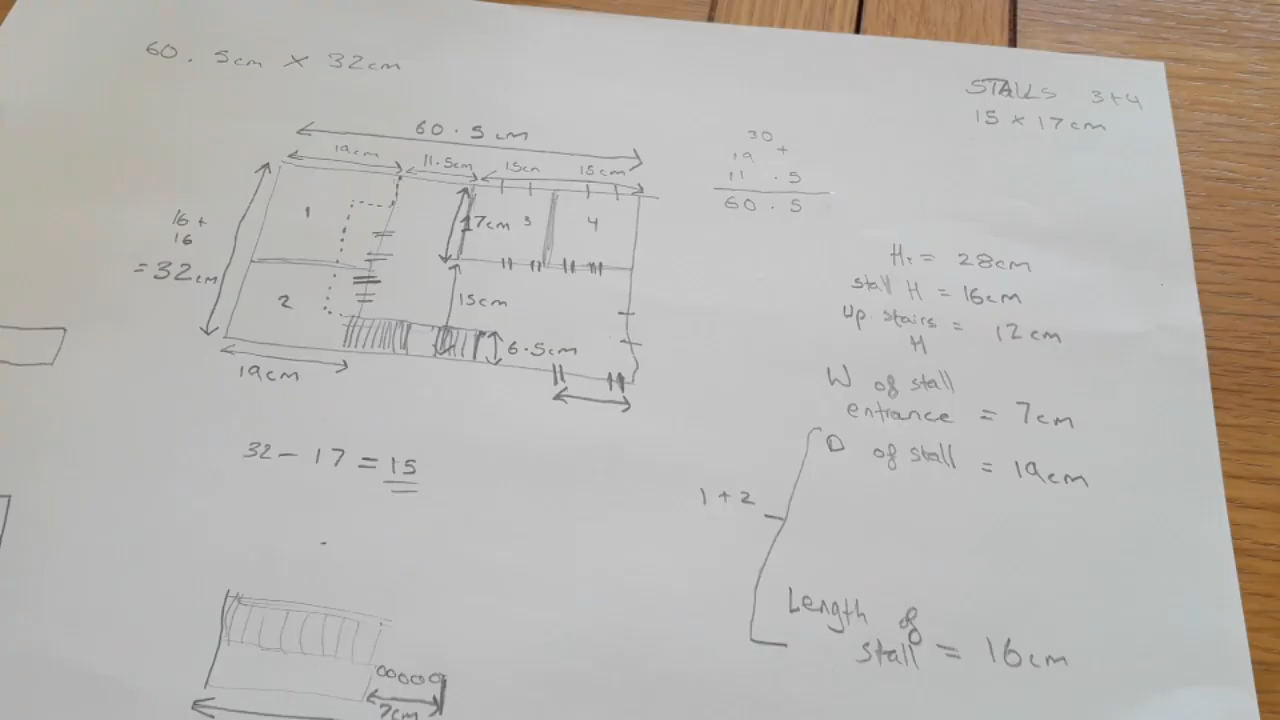 60.5cm × 32cm
STALLS 3+4
15 × 17cm
60.5cm
19cm
11.5cm
15cm
15cm
30
19 +
11.5
60.5
1
17cm
3
4
16+
16
=32cm
2
15cm
6.5cm
19cm
H: = 28cm
stall H = 16cm
up stairs = 12cm
H
W of stall
entrance = 7cm
D of stall = 19cm
1+2
32-17=15
Length of
stall = 16cm
7cm